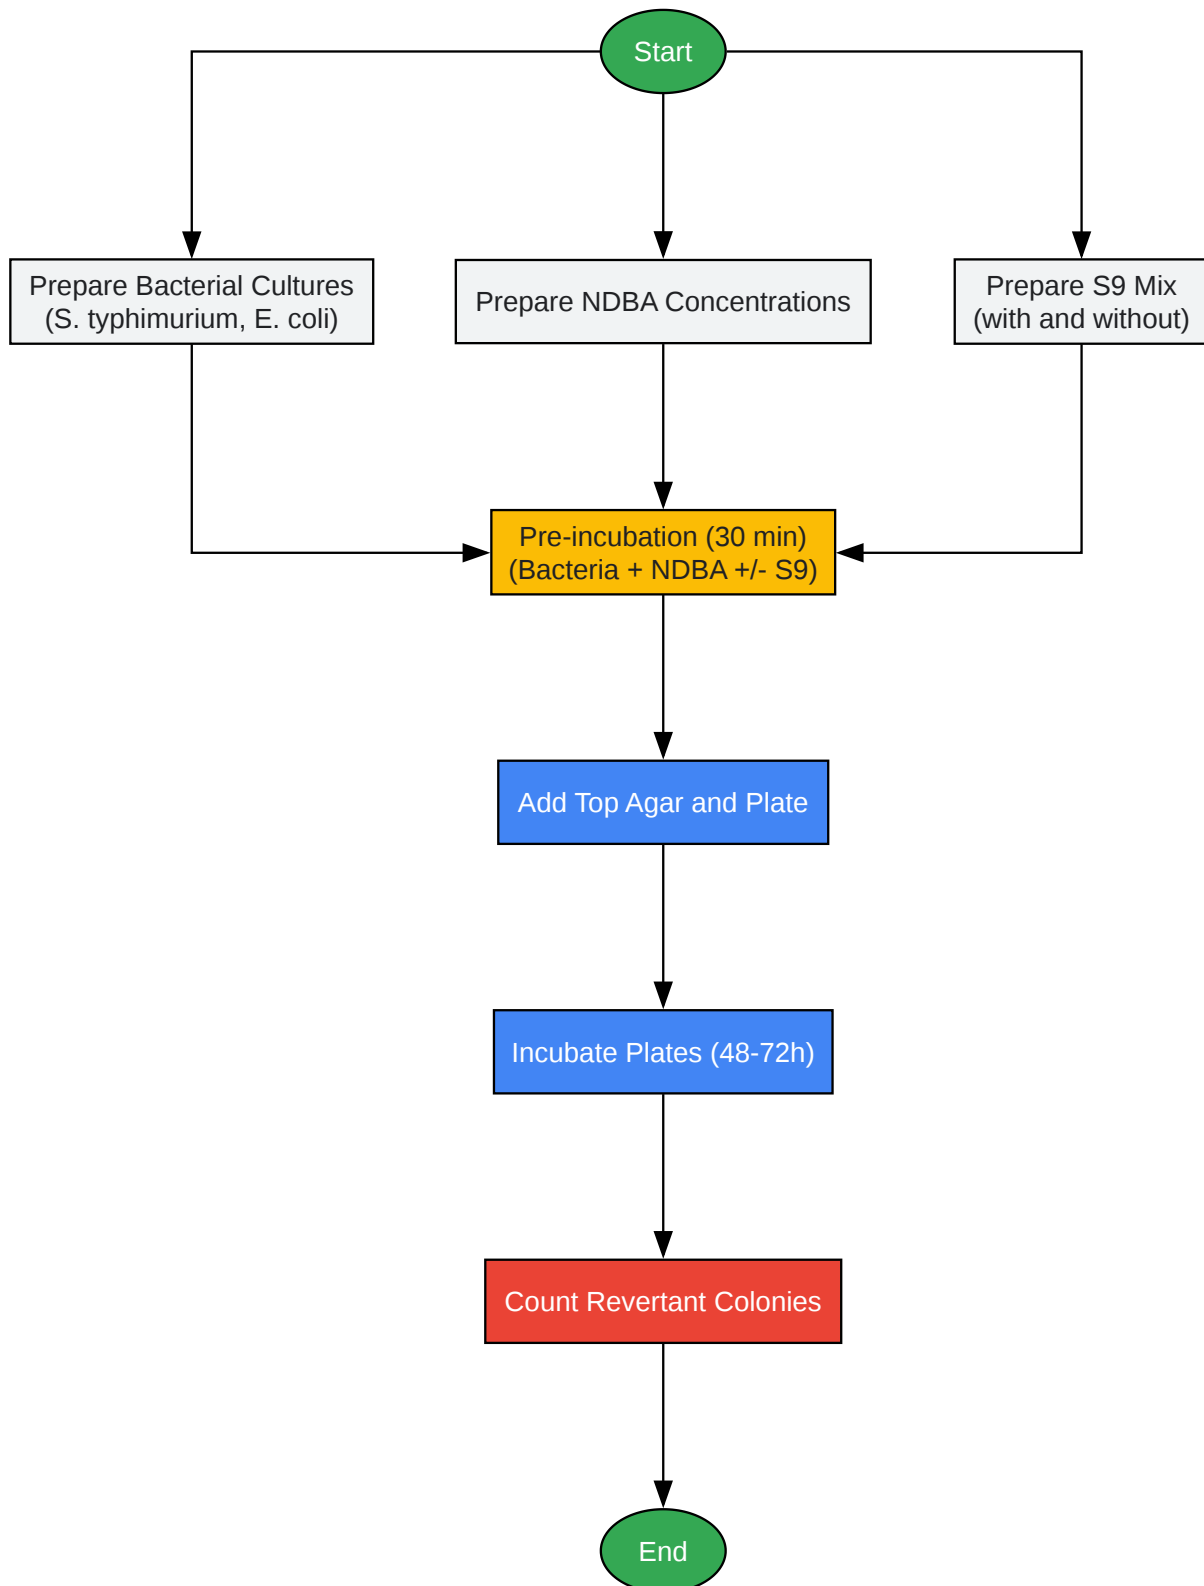 Start
Prepare Bacterial Cultures
(S. typhimurium, E. coli)
Prepare NDBA Concentrations
Prepare S9 Mix
(with and without)
Pre-incubation (30 min)
(Bacteria + NDBA +/- S9)
Add Top Agar and Plate
Incubate Plates (48-72h)
Count Revertant Colonies
End